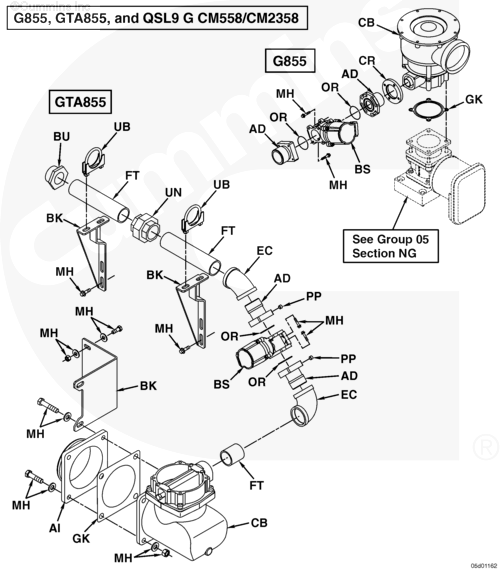 ©Cummins Inc
G855, GTA855, and QSL9 G CM558/CM2358
CB
G855
CR
AD
OR
MH
GK
GTA855
UB
OR
AD
BU
FT
BS
UN
UB
MH
BK
FT
See Group 05
Section NG
EC
MH
BK
AD
PP
MH
MH
OR
MH
BS
PP
OR
AD
BK
EC
MH
FT
MH
AI
GK
CB
MH
05d01162
Cummins
®